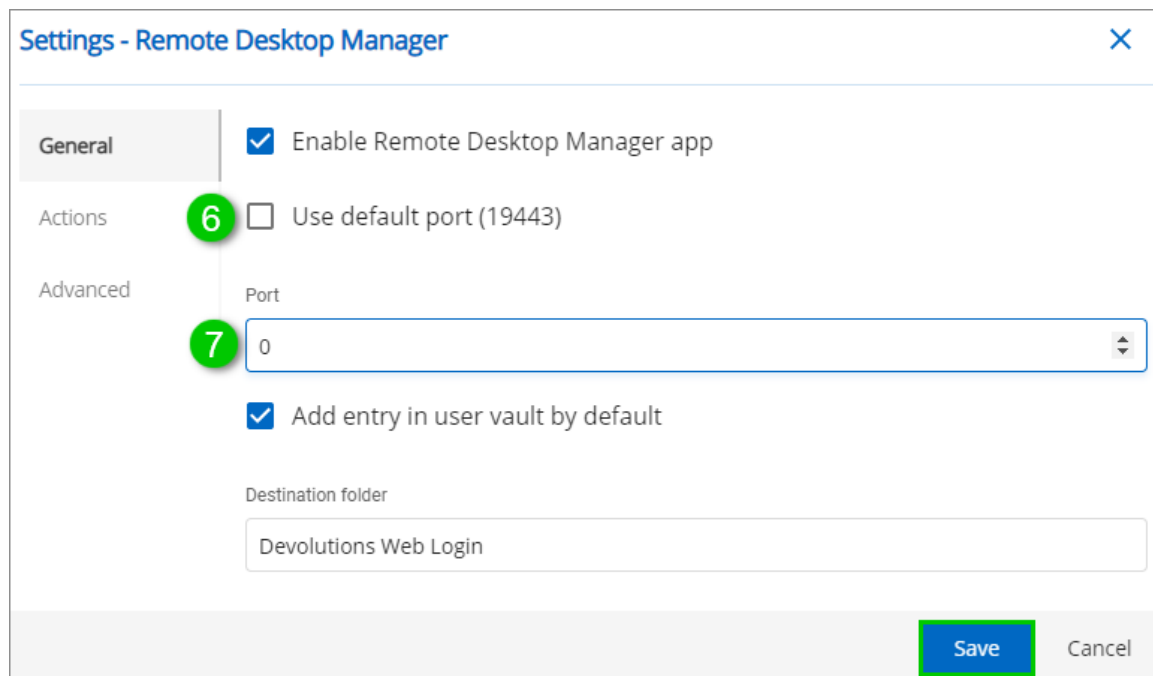 Settings - Remote Desktop Manager
General
Enable Remote Desktop Manager app
Actions
6
Use default port (19443)
Advanced
Port
7
0
Add entry in user vault by default
Destination folder
Devolutions Web Login
Save
Cancel